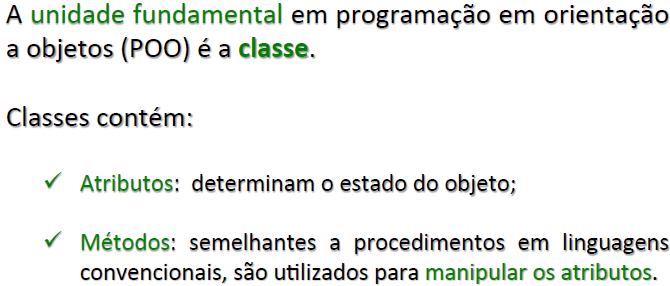 A unidade fundamental em programação em orientação
a objetos (POO) é a classe.
Classes contém:
✓ Atributos: determinam o estado do objeto;
✓ Métodos: semelhantes a procedimentos em linguagens
convencionais, são utilizados para manipular os atributos.